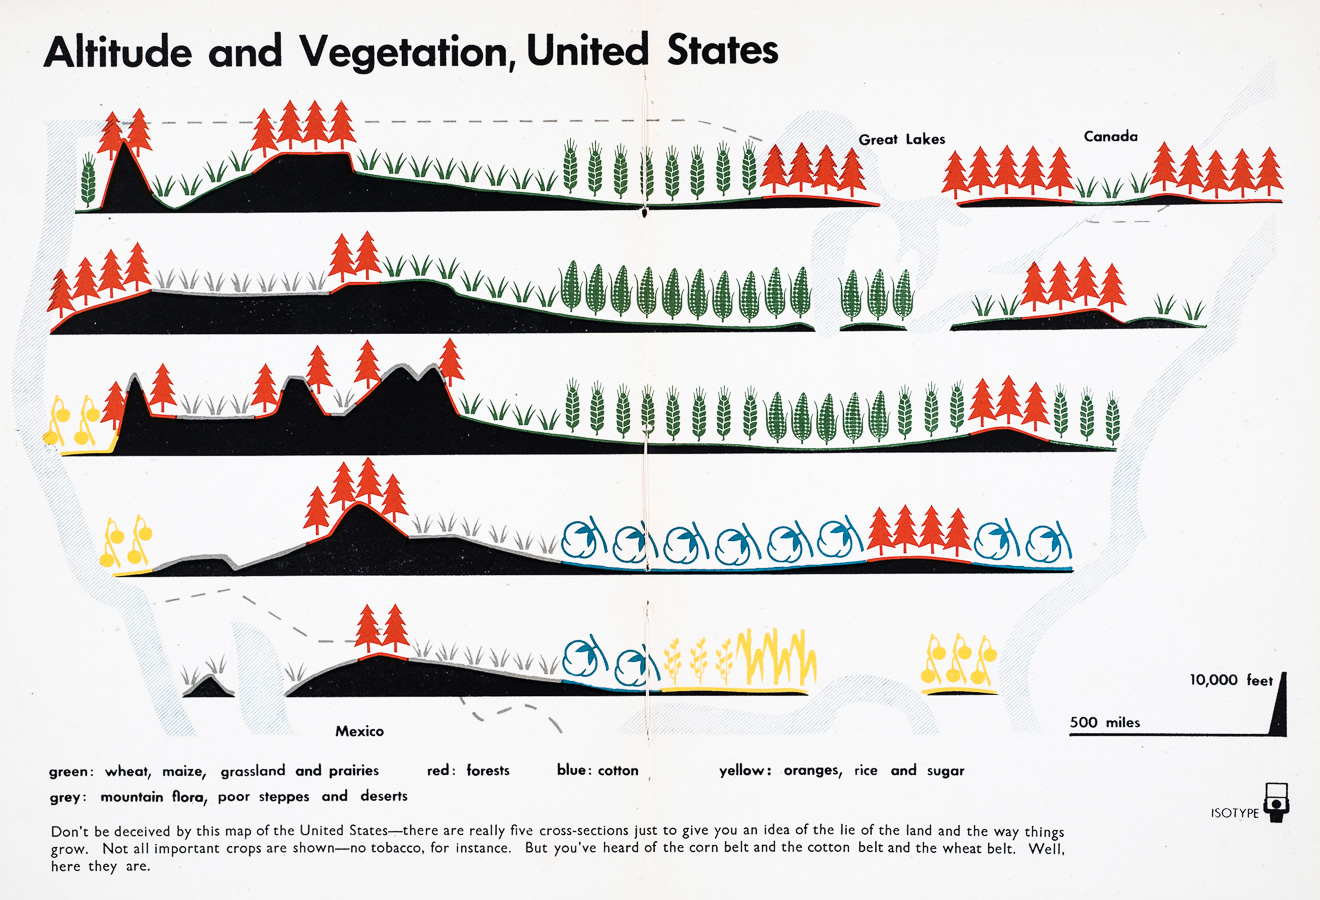 Altitude and Vegetation, United States
Great Lakes
Canada
10,000 feet
500 miles
Mexico
green: wheat, maize, grassland and prairies red: forests blue: cotton yellow: oranges, rice and sugar
grey: mountain flora, poor steppes and deserts
ISOTYPE
Don't be deceived by this map of the United States—there are really five cross-sections just to give you an idea of the lie of the land and the way things
grow. Not all important crops are shown—no tobacco, for instance. But you've heard of the corn belt and the cotton belt and the wheat belt. Well,
here they are.